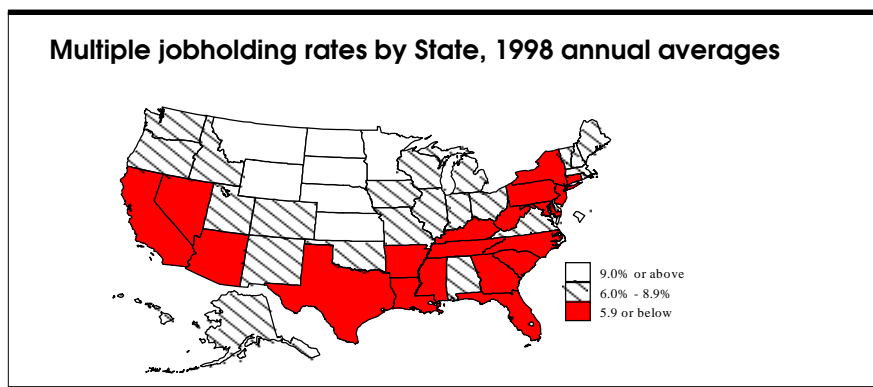 Multiple jobholding rates by State, 1998 annual averages
9.0% or above
6.0% - 8.9%
5.9 or below